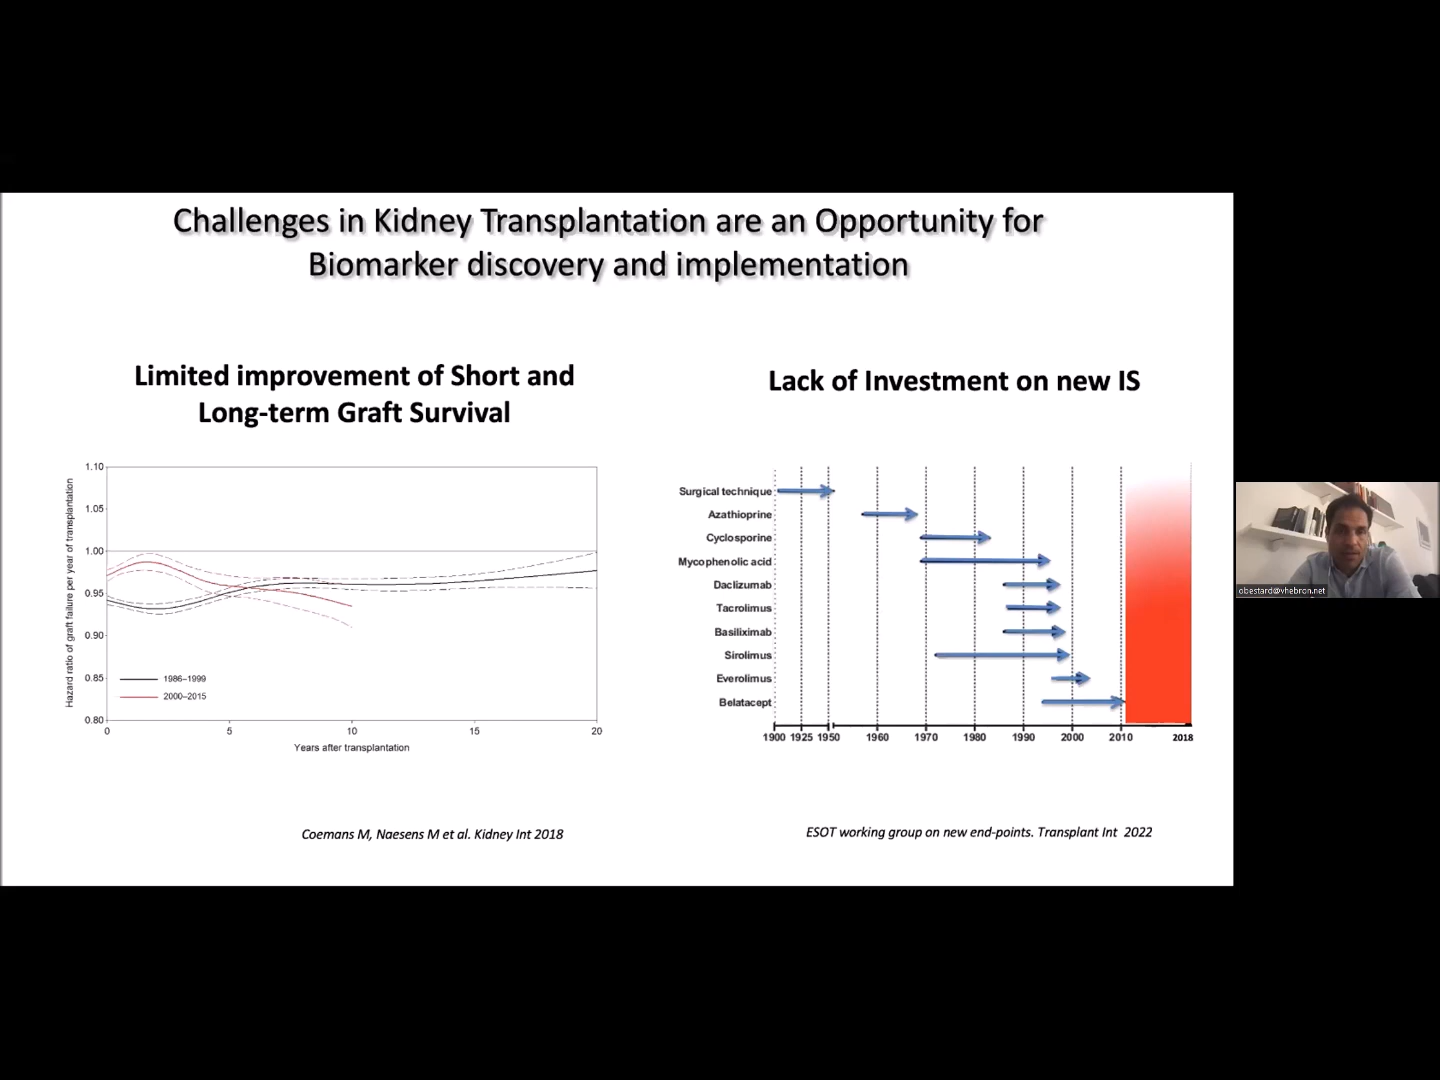 Challenges in Kidney Transplantation are an Opportunity for
Biomarker discovery and implementation
Limited improvement of Short and
Long-term Graft Survival
Hazard ratio of graft failure per year of transplantation
1.10
1.05
1.00
0.95
0.90
0.85
0.80
1986–1999
2000–2015
0 5 10 15 20
Years after transplantation
Coemans M, Naesens M et al. Kidney Int 2018
Lack of Investment on new IS
Surgical technique
Azathioprine
Cyclosporine
Mycophenolic acid
Daclizumab
Tacrolimus
Basiliximab
Sirolimus
Everolimus
Belatacept
1900 1925 1950 1960 1970 1980 1990 2000 2010 2018
ESOT working group on new end-points. Transplant Int 2022
obestard@vhebron.net